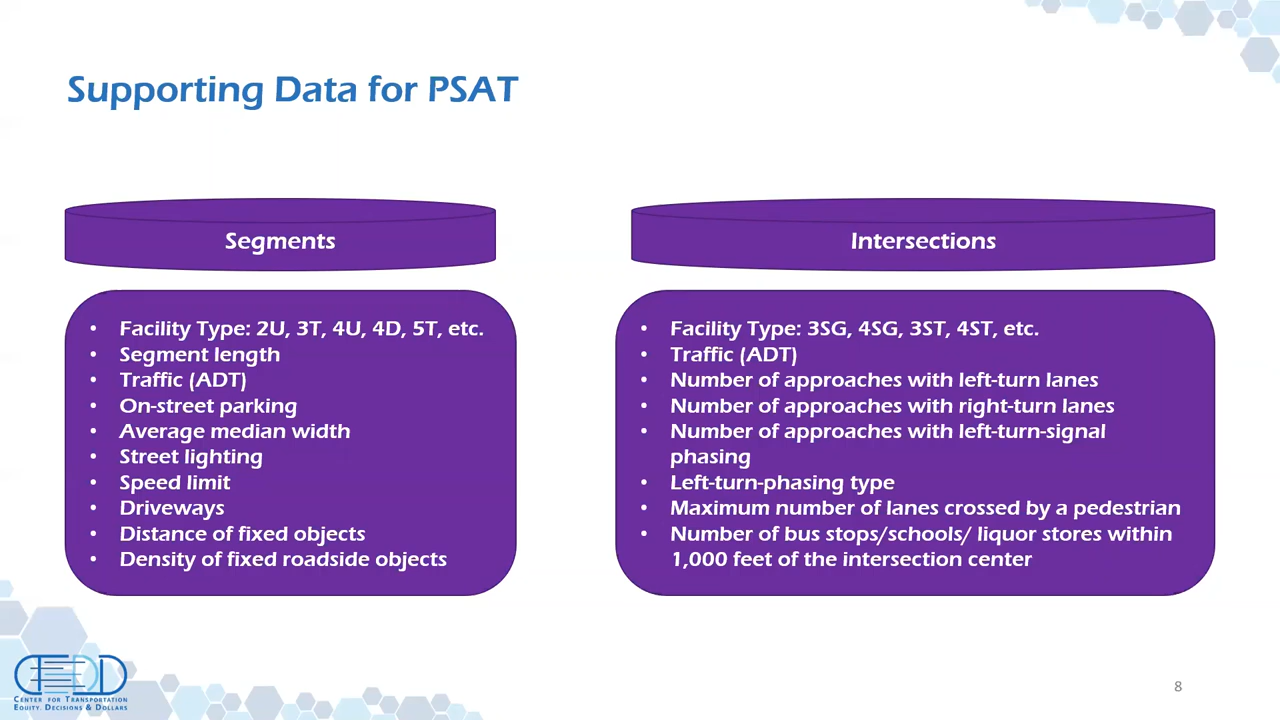 Supporting Data for PSAT
Segments
• Facility Type: 2U, 3T, 4U, 4D, 5T, etc.
• Segment length
• Traffic (ADT)
• On-street parking
• Average median width
• Street lighting
• Speed limit
• Driveways
• Distance of fixed objects
• Density of fixed roadside objects
Intersections
• Facility Type: 3SG, 4SG, 3ST, 4ST, etc.
• Traffic (ADT)
• Number of approaches with left-turn lanes
• Number of approaches with right-turn lanes
• Number of approaches with left-turn-signal
phasing
• Left-turn-phasing type
• Maximum number of lanes crossed by a pedestrian
• Number of bus stops/schools/ liquor stores within
1,000 feet of the intersection center
CTEDD
Center for Transportation
Equity, Decisions & Dollars
8